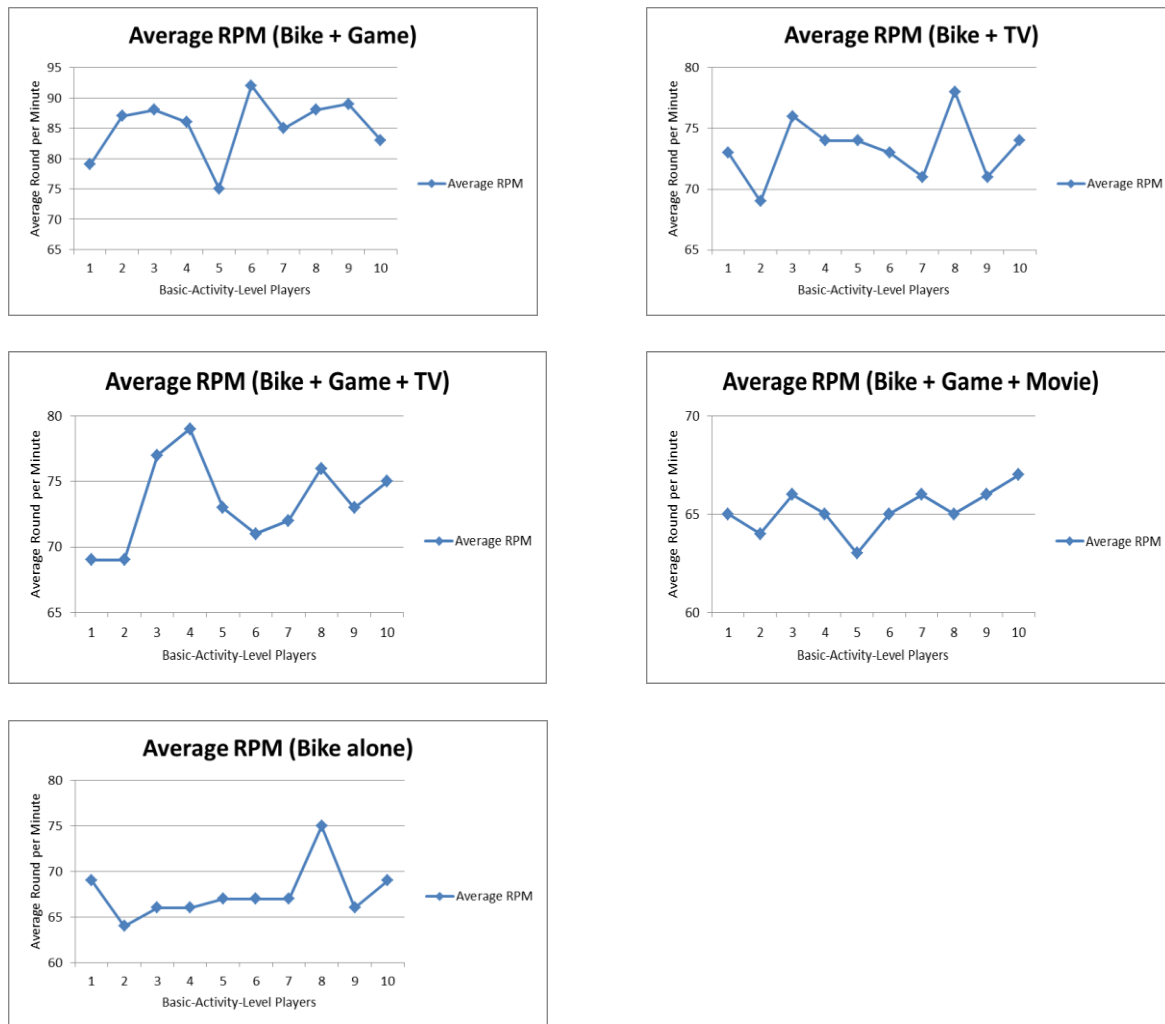 Average RPM (Bike + Game)
Average Round per Minute
95
90
85
80
75
70
65
1 2 3 4 5 6 7 8 9 10
Basic-Activity-Level Players
Average RPM
Average RPM (Bike + TV)
Average Round per Minute
80
75
70
65
1 2 3 4 5 6 7 8 9 10
Basic-Activity-Level Players
Average RPM
Average RPM (Bike + Game + TV)
Average Round per Minute
80
75
70
65
1 2 3 4 5 6 7 8 9 10
Basic-Activity-Level Players
Average RPM
Average RPM (Bike + Game + Movie)
Average Round per Minute
70
65
60
1 2 3 4 5 6 7 8 9 10
Basic-Activity-Level Players
Average RPM
Average RPM (Bike alone)
Average Round per Minute
80
75
70
65
60
1 2 3 4 5 6 7 8 9 10
Basic-Activity-Level Players
Average RPM